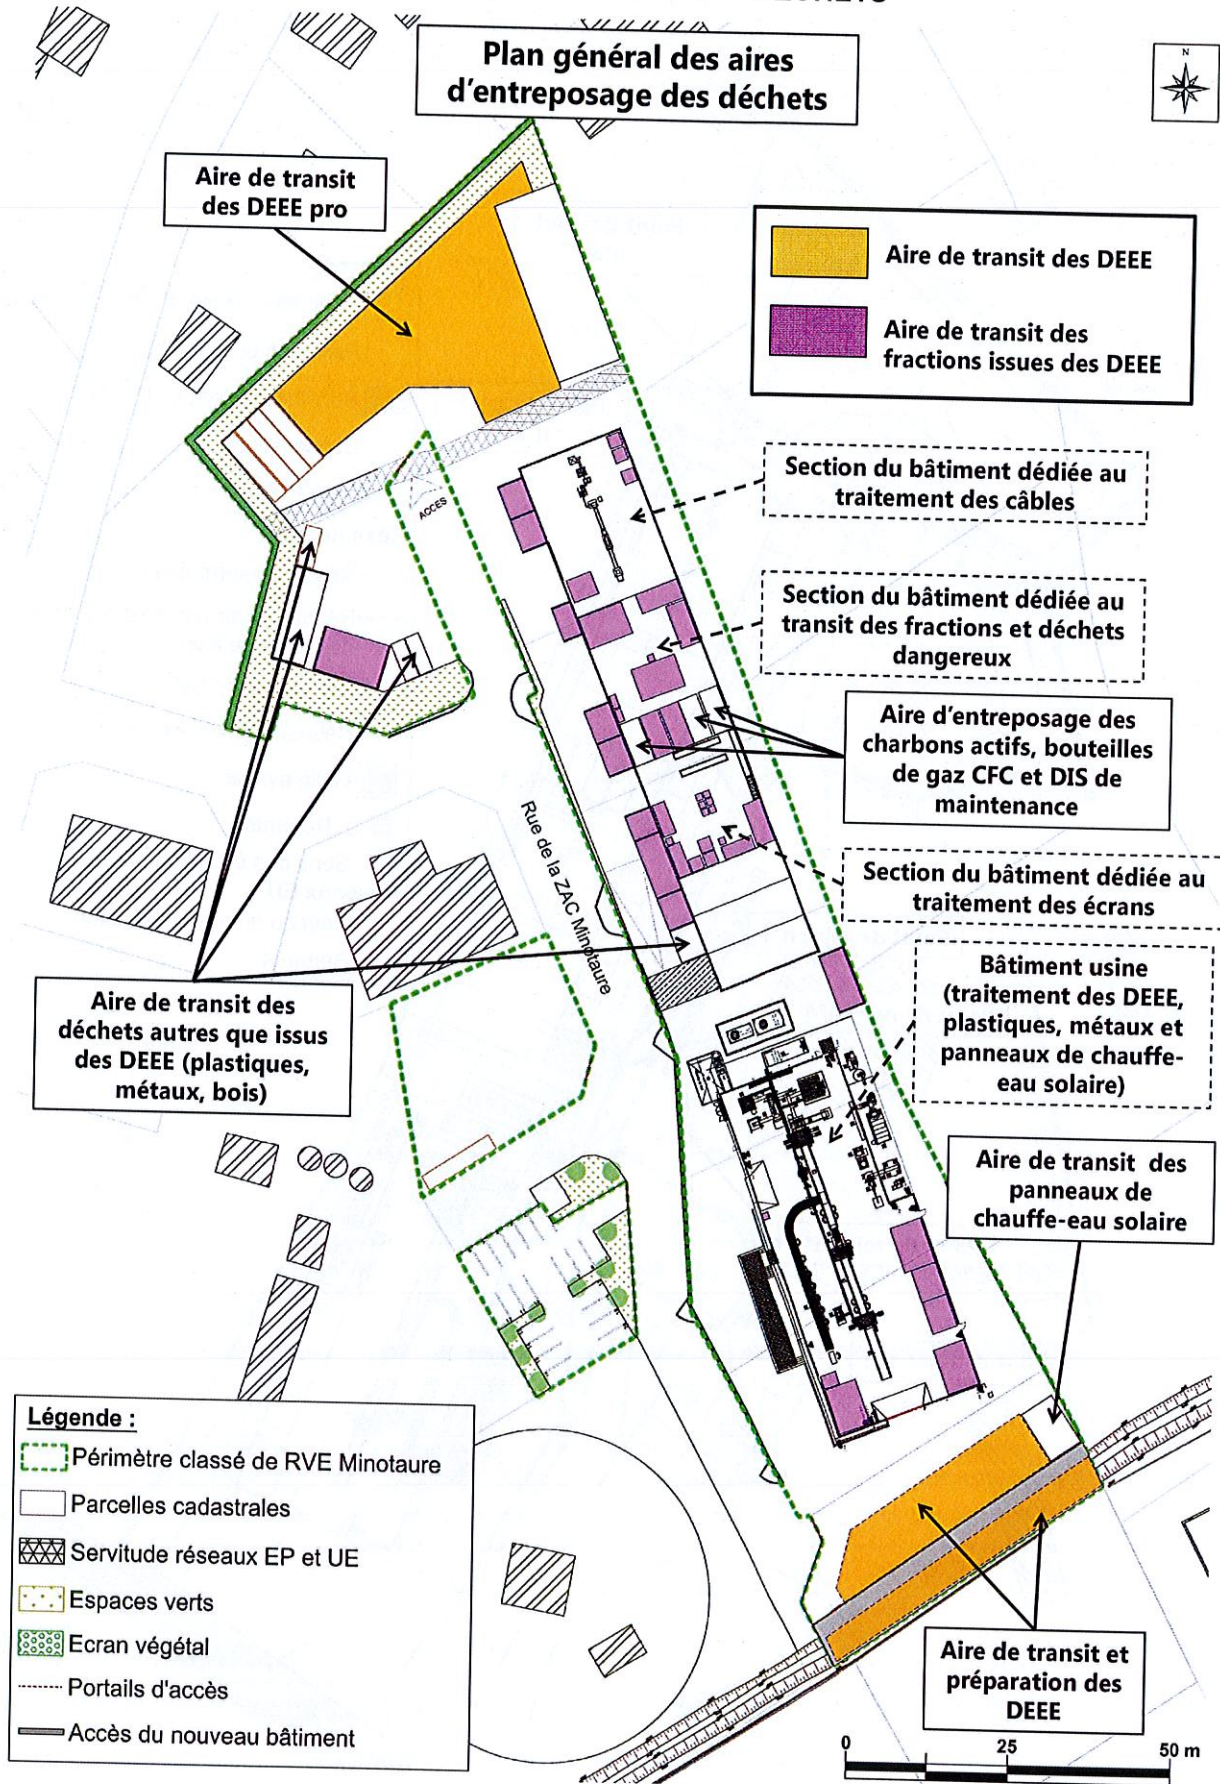 Plan général des aires
d'entreposage des déchets
N
Aire de transit
des DEEE pro
Aire de transit des DEEE
Aire de transit des
fractions issues des DEEE
Section du bâtiment dédiée au
traitement des câbles
ACCES
Section du bâtiment dédiée au
transit des fractions et déchets
dangereux
Aire d'entreposage des
charbons actifs, bouteilles
de gaz CFC et DIS de
maintenance
Rue de la ZAC Minotaure
Section du bâtiment dédiée au
traitement des écrans
Bâtiment usine
(traitement des DEEE,
plastiques, métaux et
panneaux de chauffe-
eau solaire)
Aire de transit des
déchets autres que issus
des DEEE (plastiques,
métaux, bois)
Aire de transit des
panneaux de
chauffe-eau solaire
Légende :
Périmètre classé de RVE Minotaure
Parcelles cadastrales
Servitude réseaux EP et UE
Espaces verts
Ecran végétal
Portails d'accès
Accès du nouveau bâtiment
Aire de transit et
préparation des
DEEE
0 25 50 m